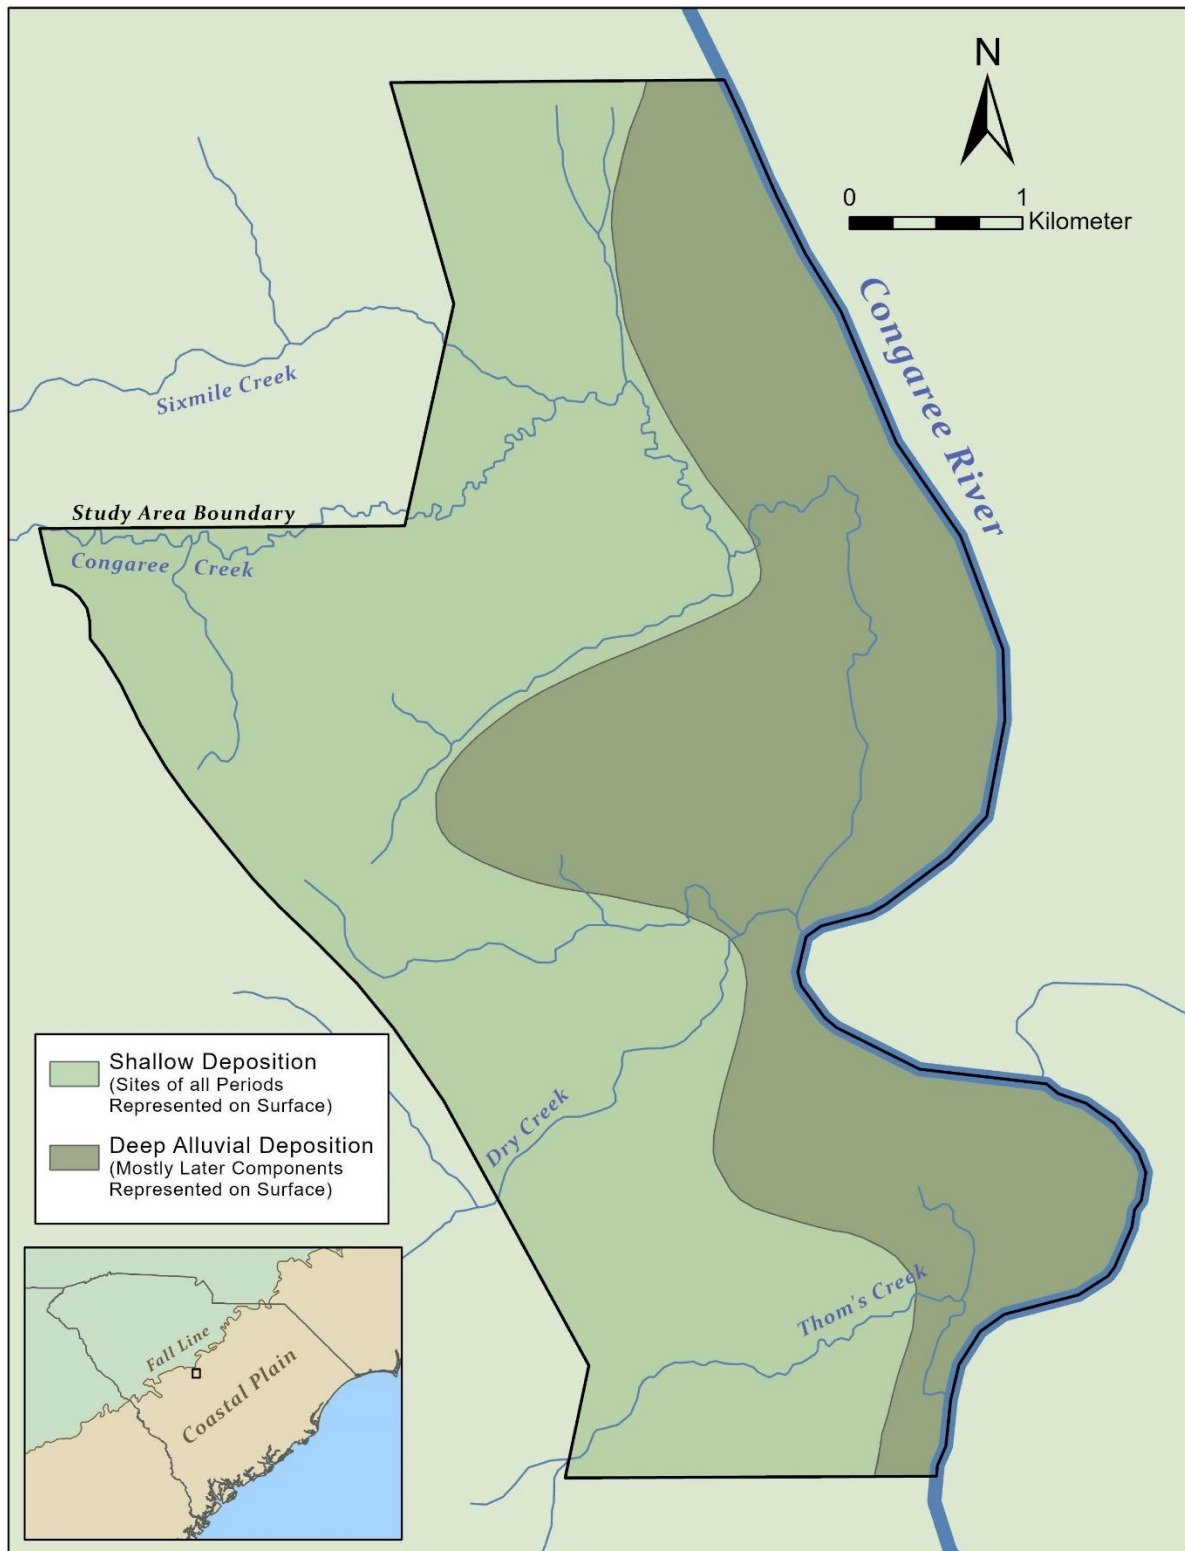 N
0 1
Kilometer
Congaree River
Sixmile Creek
Study Area Boundary
Congaree Creek
Shallow Deposition
(Sites of all Periods
Represented on Surface)
Deep Alluvial Deposition
(Mostly Later Components
Represented on Surface)
Dry Creek
Thom's Creek
Fall Line
Coastal Plain